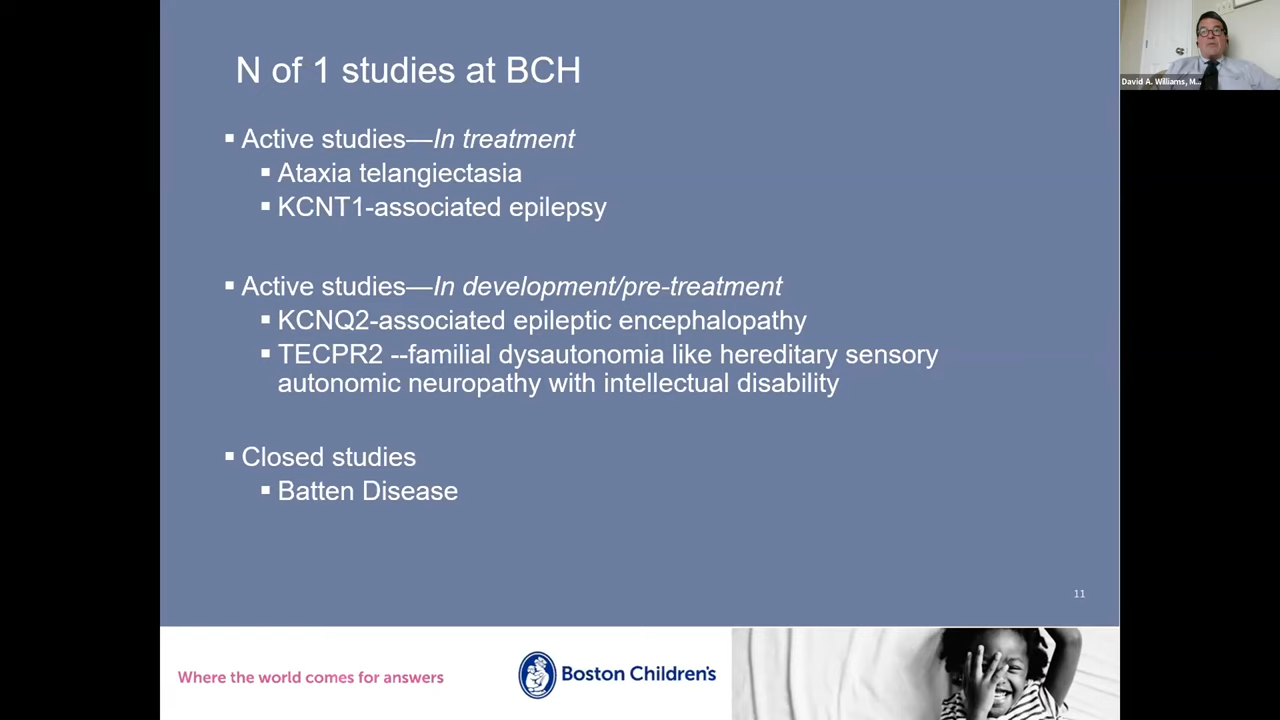 N of 1 studies at BCH
▪ Active studies—In treatment
▪ Ataxia telangiectasia
▪ KCNT1-associated epilepsy
▪ Active studies—In development/pre-treatment
▪ KCNQ2-associated epileptic encephalopathy
▪ TECPR2 --familial dysautonomia like hereditary sensory
autonomic neuropathy with intellectual disability
▪ Closed studies
▪ Batten Disease
11
Where the world comes for answers
Boston Children's
David A. Williams, M...